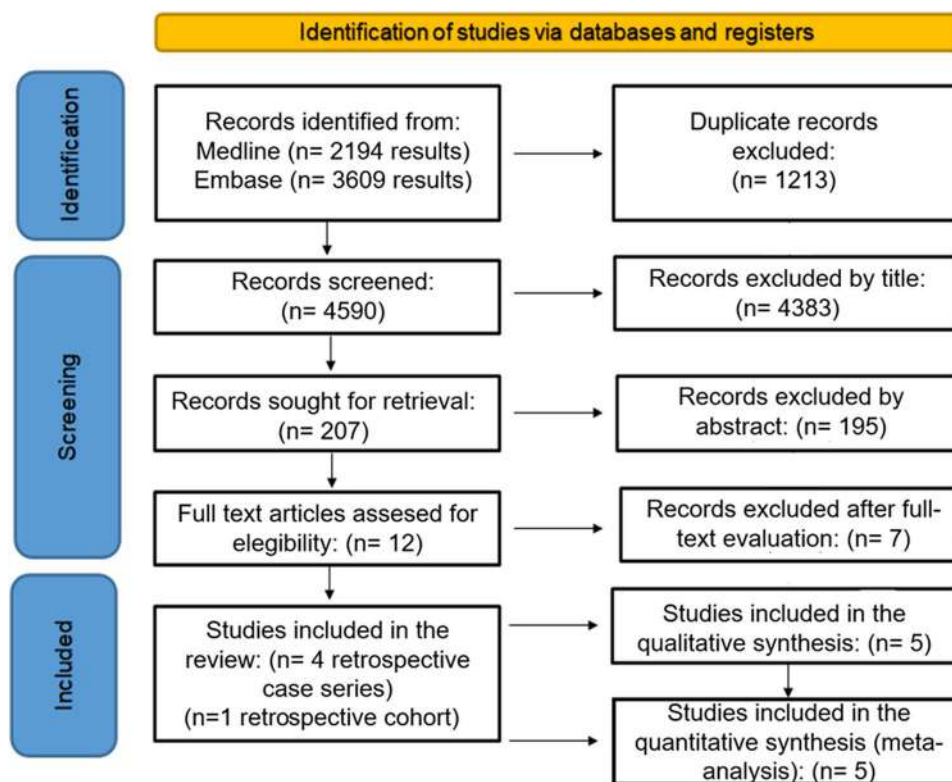 Identification of studies via databases and registers
Identification
Records identified from:
Medline (n= 2194 results)
Embase (n= 3609 results)
Duplicate records
excluded:
(n= 1213)
Screening
Records screened:
(n= 4590)
Records excluded by title:
(n= 4383)
Records sought for retrieval:
(n= 207)
Records excluded by
abstract: (n= 195)
Full text articles assesed for
elegibility: (n= 12)
Records excluded after full-
text evaluation: (n= 7)
Included
Studies included in the
review: (n= 4 retrospective
case series)
(n=1 retrospective cohort)
Studies included in the
qualitative synthesis: (n= 5)
Studies included in the
quantitative synthesis (meta-
analysis): (n= 5)